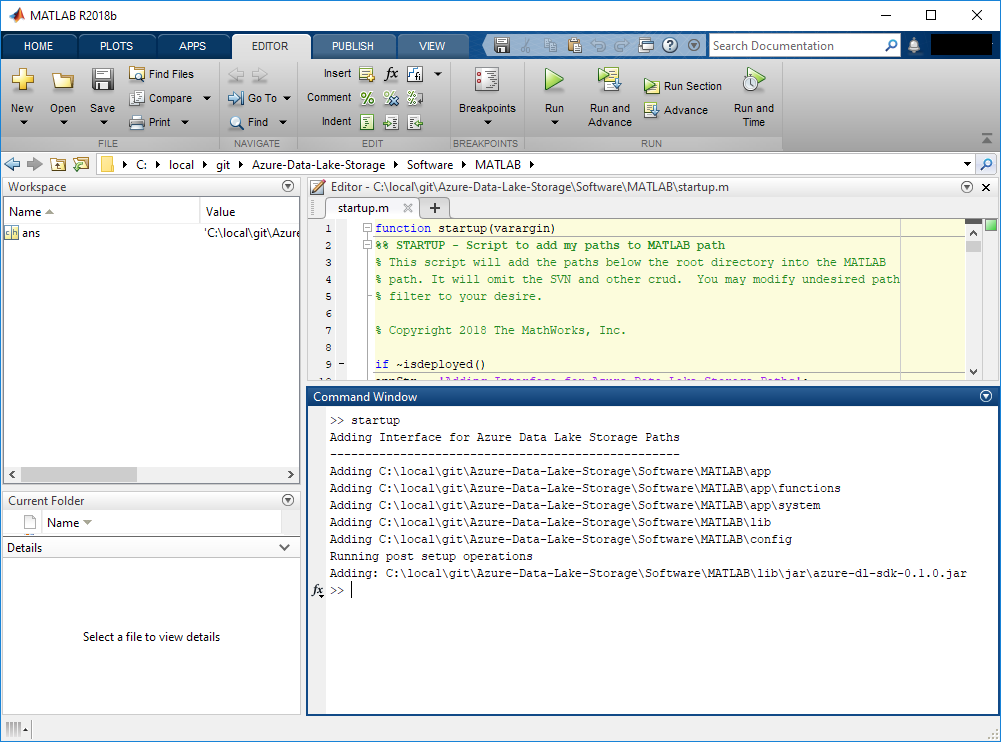 MATLAB R2018b
HOME PLOTS APPS EDITOR PUBLISH VIEW
Search Documentation
New Open Save
Find Files
Compare
Print
FILE
Go To
Find
NAVIGATE
Insert
Comment
Indent
EDIT
Breakpoints
BREAKPOINTS
Run
Run and
Advance
Run Section
Advance
Run and
Time
RUN
C: local git Azure-Data-Lake-Storage Software MATLAB
Workspace
Name Value
ans 'C:\local\git\Azure
Current Folder
Name
Details
Select a file to view details
Editor - C:\local\git\Azure-Data-Lake-Storage\Software\MATLAB\startup.m
startup.m
1 function startup(varargin)
2 %% STARTUP - Script to add my paths to MATLAB path
3 % This script will add the paths below the root directory into the MATLAB
4 % path. It will omit the SVN and other crud.  You may modify undesired path
5 % filter to your desire.
6
7 % Copyright 2018 The MathWorks, Inc.
8
9 - if ~isdeployed()
Command Window
>> startup
Adding Interface for Azure Data Lake Storage Paths
--------------------------------------------------
Adding C:\local\git\Azure-Data-Lake-Storage\Software\MATLAB\app
Adding C:\local\git\Azure-Data-Lake-Storage\Software\MATLAB\app\functions
Adding C:\local\git\Azure-Data-Lake-Storage\Software\MATLAB\app\system
Adding C:\local\git\Azure-Data-Lake-Storage\Software\MATLAB\lib
Adding C:\local\git\Azure-Data-Lake-Storage\Software\MATLAB\config
Running post setup operations
Adding: C:\local\git\Azure-Data-Lake-Storage\Software\MATLAB\lib\jar\azure-dl-sdk-0.1.0.jar
fx >>